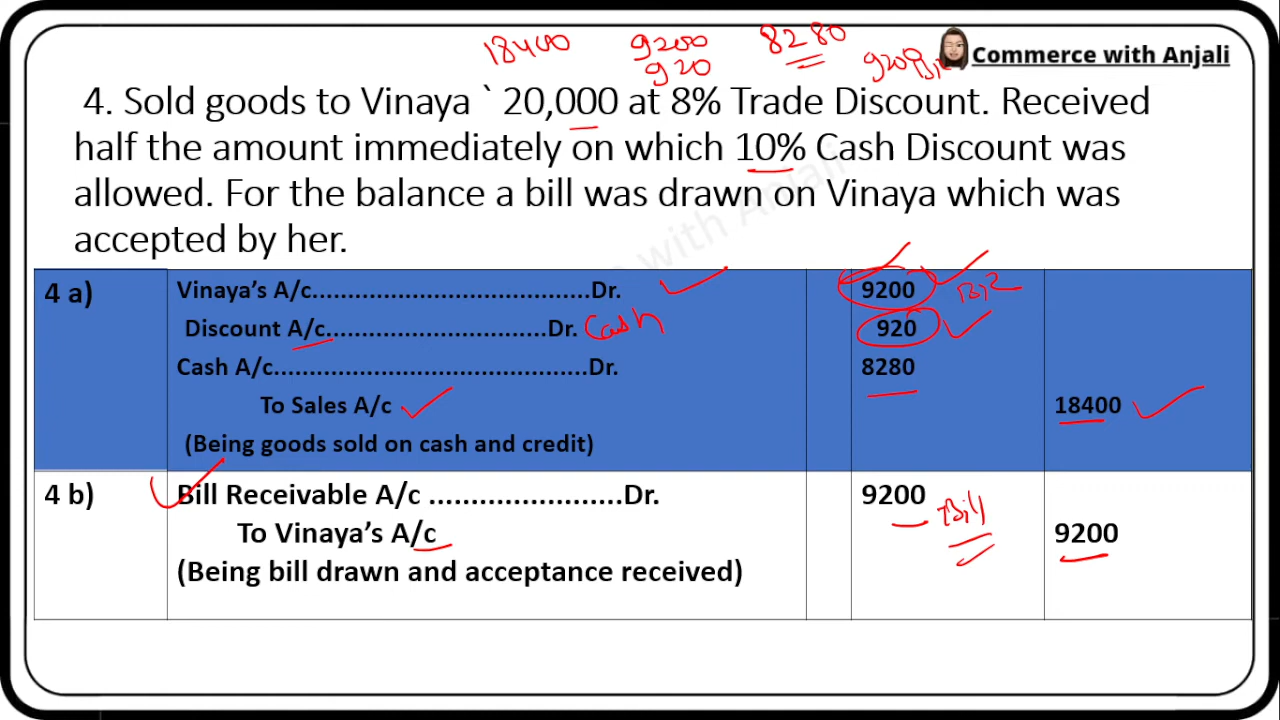 18400 9200 8280
920 9200
Commerce with Anjali
4. Sold goods to Vinaya ` 20,000 at 8% Trade Discount. Received
half the amount immediately on which 10% Cash Discount was
allowed. For the balance a bill was drawn on Vinaya which was
accepted by her.
with Anjali
4 a) Vinaya's A/c.......................................Dr. 9200
Discount A/c.............................Dr. Cash 920
Cash A/c............................................Dr. 8280
To Sales A/c 18400
(Being goods sold on cash and credit)
4 b) Bill Receivable A/c .......................Dr. 9200 Bill
To Vinaya's A/c 9200
(Being bill drawn and acceptance received)